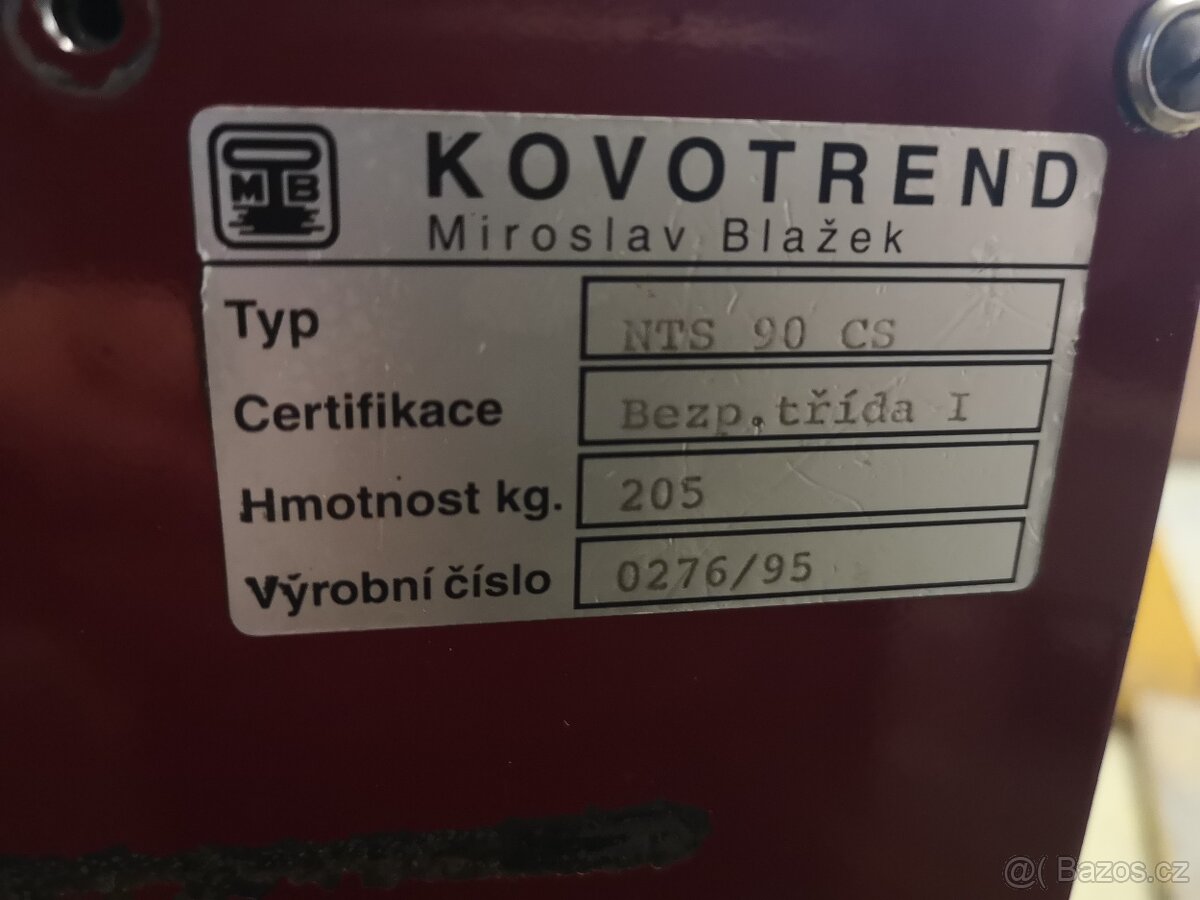 MTB
KOVOTREND
Miroslav Blažek
Typ NTS 90 CS
Certifikace Bezp.třída I
Hmotnost kg. 205
Výrobní číslo 0276/95
@( Bazos.cz